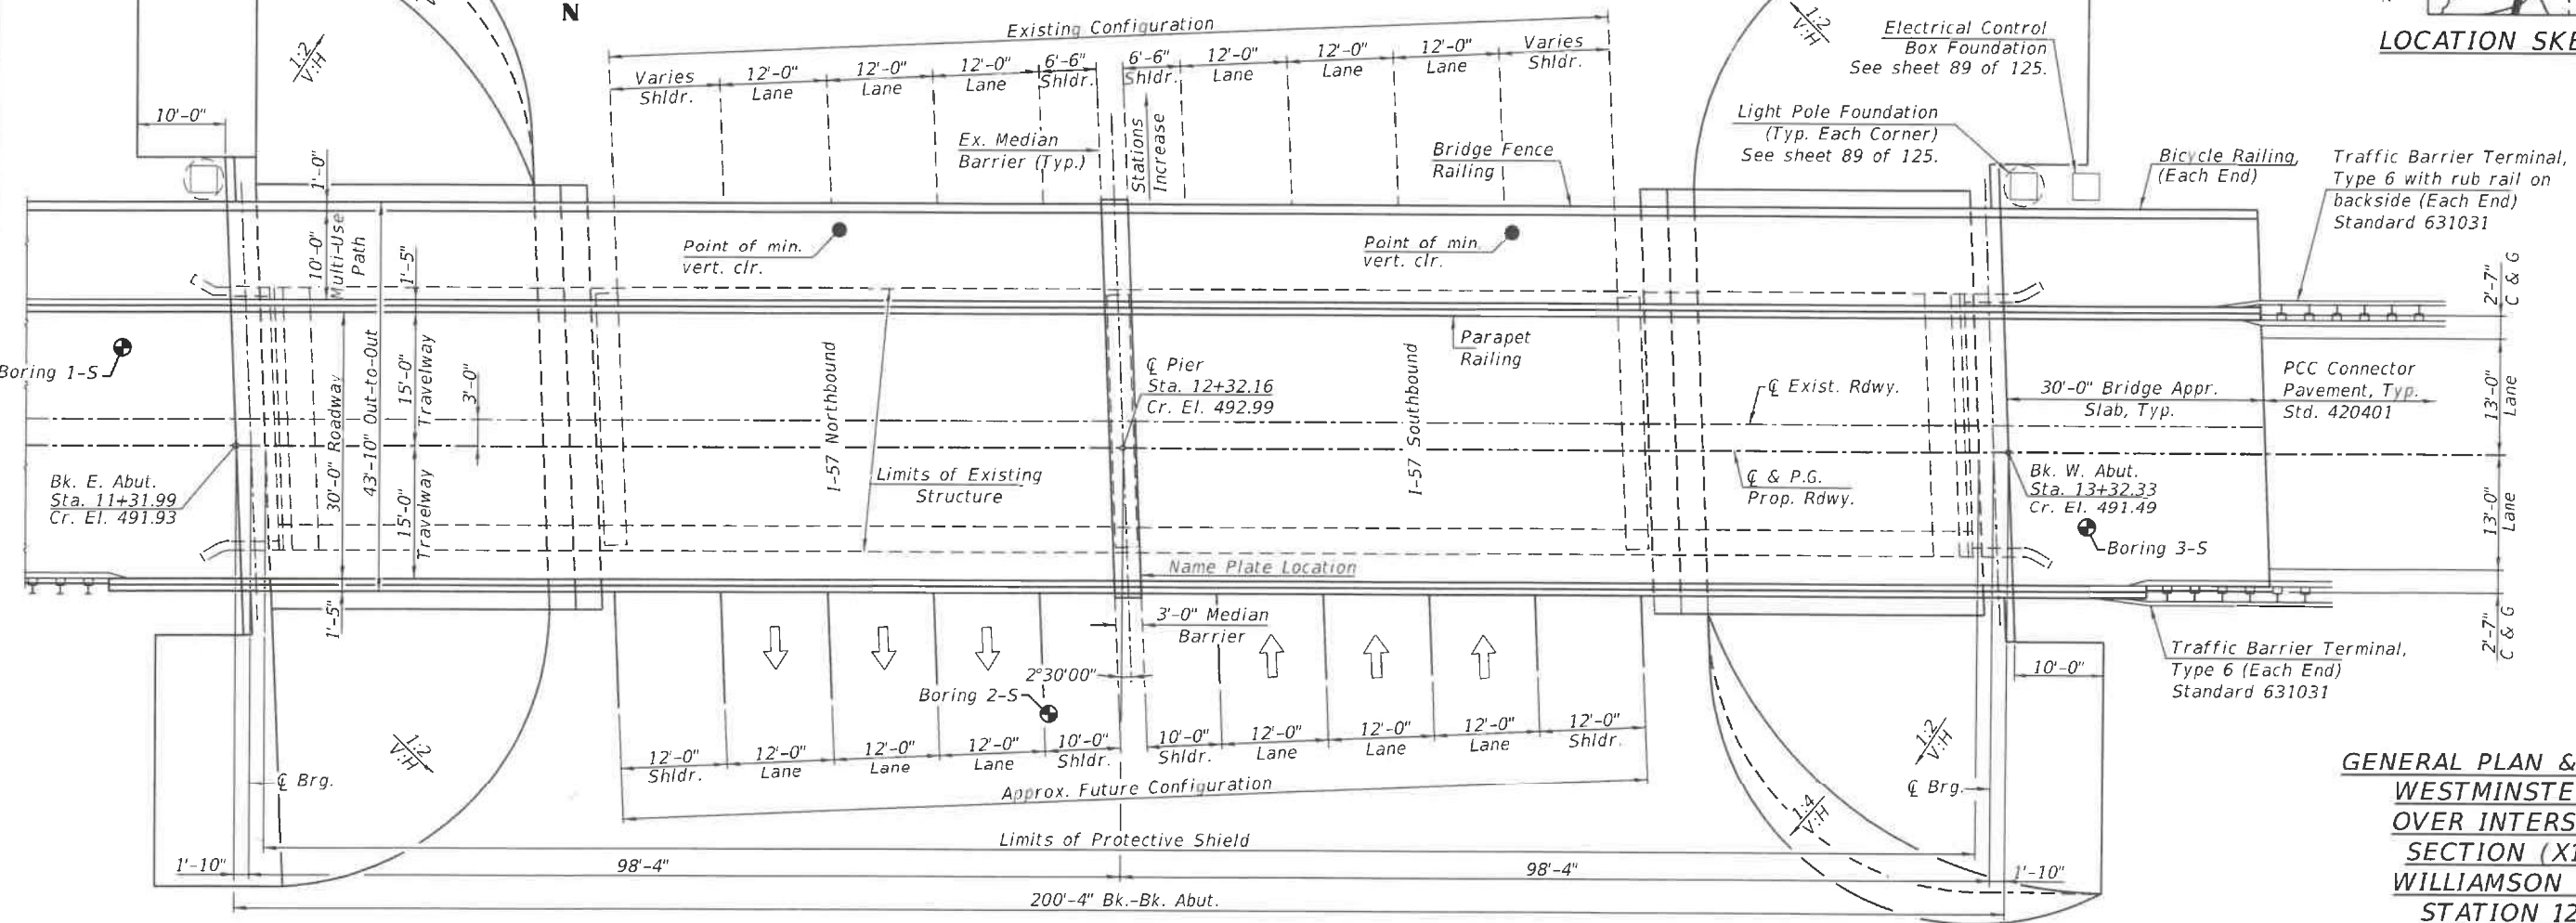 N
Existing Configuration
Varies
Shldr.
12'-0"
Lane
12'-0"
Lane
12'-0"
Lane
6'-6"
Shldr.
6'-6"
Shldr.
12'-0"
Lane
12'-0"
Lane
12'-0"
Lane
Varies
Shldr.
1:2
V:H
1:2
V:H
Electrical Control
Box Foundation
See sheet 89 of 125.
LOCATION SKE
10'-0"
1'-0"
Ex. Median
Barrier (Typ.)
Stations
Increase
Bridge Fence
Railing
Light Pole Foundation
(Typ. Each Corner)
See sheet 89 of 125.
Bicycle Railing,
(Each End)
Traffic Barrier Terminal,
Type 6 with rub rail on
backside (Each End)
Standard 631031
10'-0"
Multi-Use
Path
1'-5"
Point of min.
vert. clr.
Point of min.
vert. clr.
2'-7"
C & G
Boring 1-S
30'-0" Roadway
43'-10" Out-to-Out
15'-0"
Travelway
3'-0"
I-57 Northbound
℄ Pier
Sta. 12+32.16
Cr. El. 492.99
I-57 Southbound
Parapet
Railing
℄ Exist. Rdwy.
30'-0" Bridge Appr.
Slab, Typ.
PCC Connector
Pavement, Typ.
Std. 420401
13'-0"
Lane
Bk. E. Abut.
Sta. 11+31.99
Cr. El. 491.93
15'-0"
Travelway
Limits of Existing
Structure
℄ & P.G.
Prop. Rdwy.
Bk. W. Abut.
Sta. 13+32.33
Cr. El. 491.49
13'-0"
Lane
Boring 3-S
Name Plate Location
1'-5"
3'-0" Median
Barrier
2'-7"
C & G
2°30'00"
Boring 2-S
10'-0"
Traffic Barrier Terminal,
Type 6 (Each End)
Standard 631031
12'-0"
Shldr.
12'-0"
Lane
12'-0"
Lane
12'-0"
Lane
10'-0"
Shldr.
10'-0"
Shldr.
12'-0"
Lane
12'-0"
Lane
12'-0"
Lane
12'-0"
Shldr.
1:2
V:H
1:2
V:H
℄ Brg.
Approx. Future Configuration
℄ Brg.
1:4
V:H
GENERAL PLAN &
WESTMINSTE
OVER INTERS
SECTION (X1
WILLIAMSON
STATION 12
Limits of Protective Shield
1'-10"
98'-4"
98'-4"
1'-10"
200'-4" Bk.-Bk. Abut.